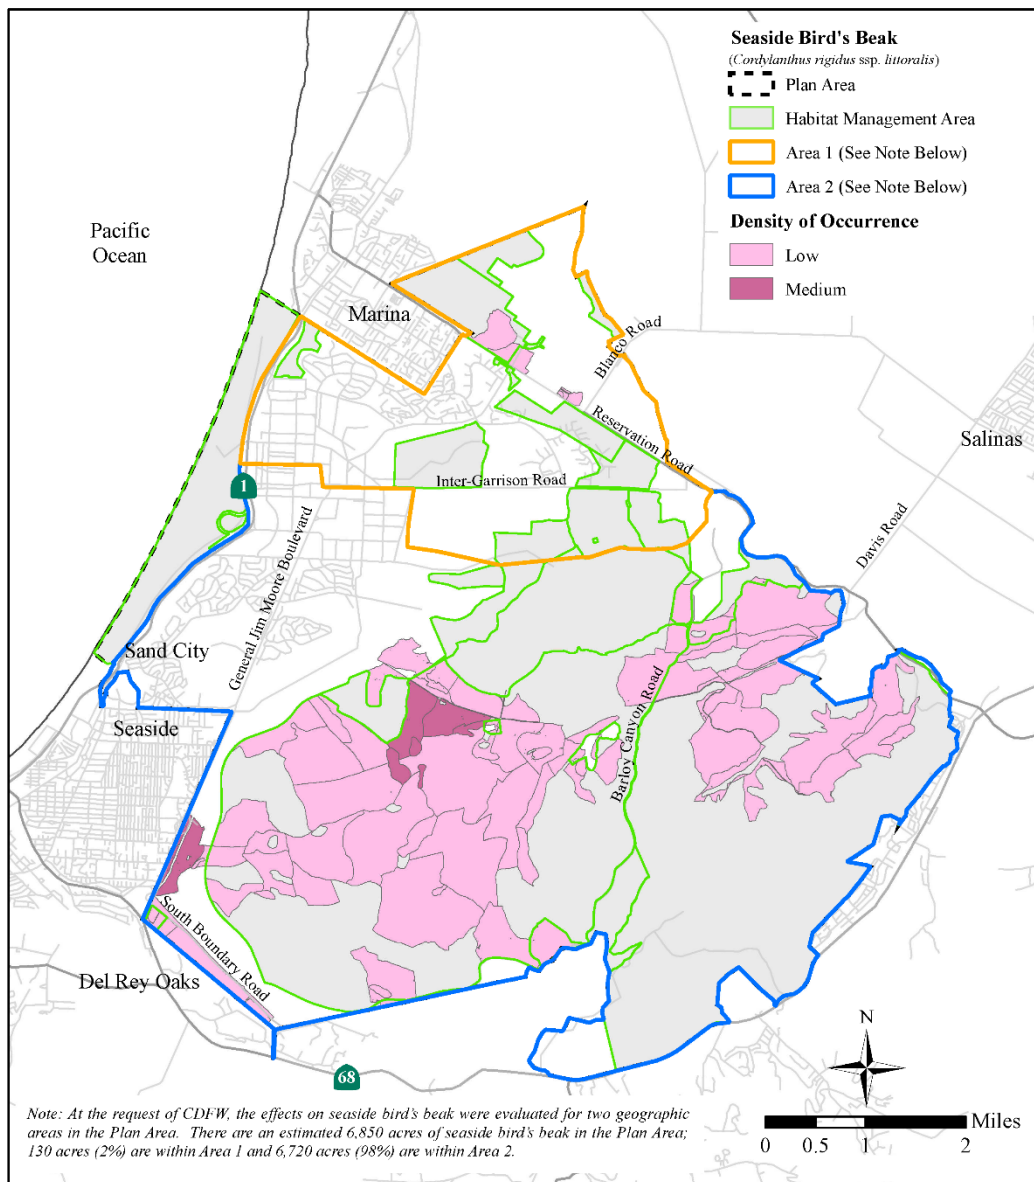 Seaside Bird's Beak
(Cordylanthus rigidus ssp. littoralis)
Plan Area
Habitat Management Area
Area 1 (See Note Below)
Area 2 (See Note Below)
Density of Occurrence
Low
Medium
Pacific
Ocean
Marina
Blanco Road
Reservation Road
Salinas
Inter-Garrison Road
1
Davis Road
General Jim Moore Boulevard
Sand City
Seaside
Barloy Canyon Road
South Boundary Road
Del Rey Oaks
68
N
Miles
0 0.5 1 2
Note: At the request of CDFW, the effects on seaside bird's beak were evaluated for two geographic
areas in the Plan Area. There are an estimated 6,850 acres of seaside bird's beak in the Plan Area;
130 acres (2%) are within Area 1 and 6,720 acres (98%) are within Area 2.